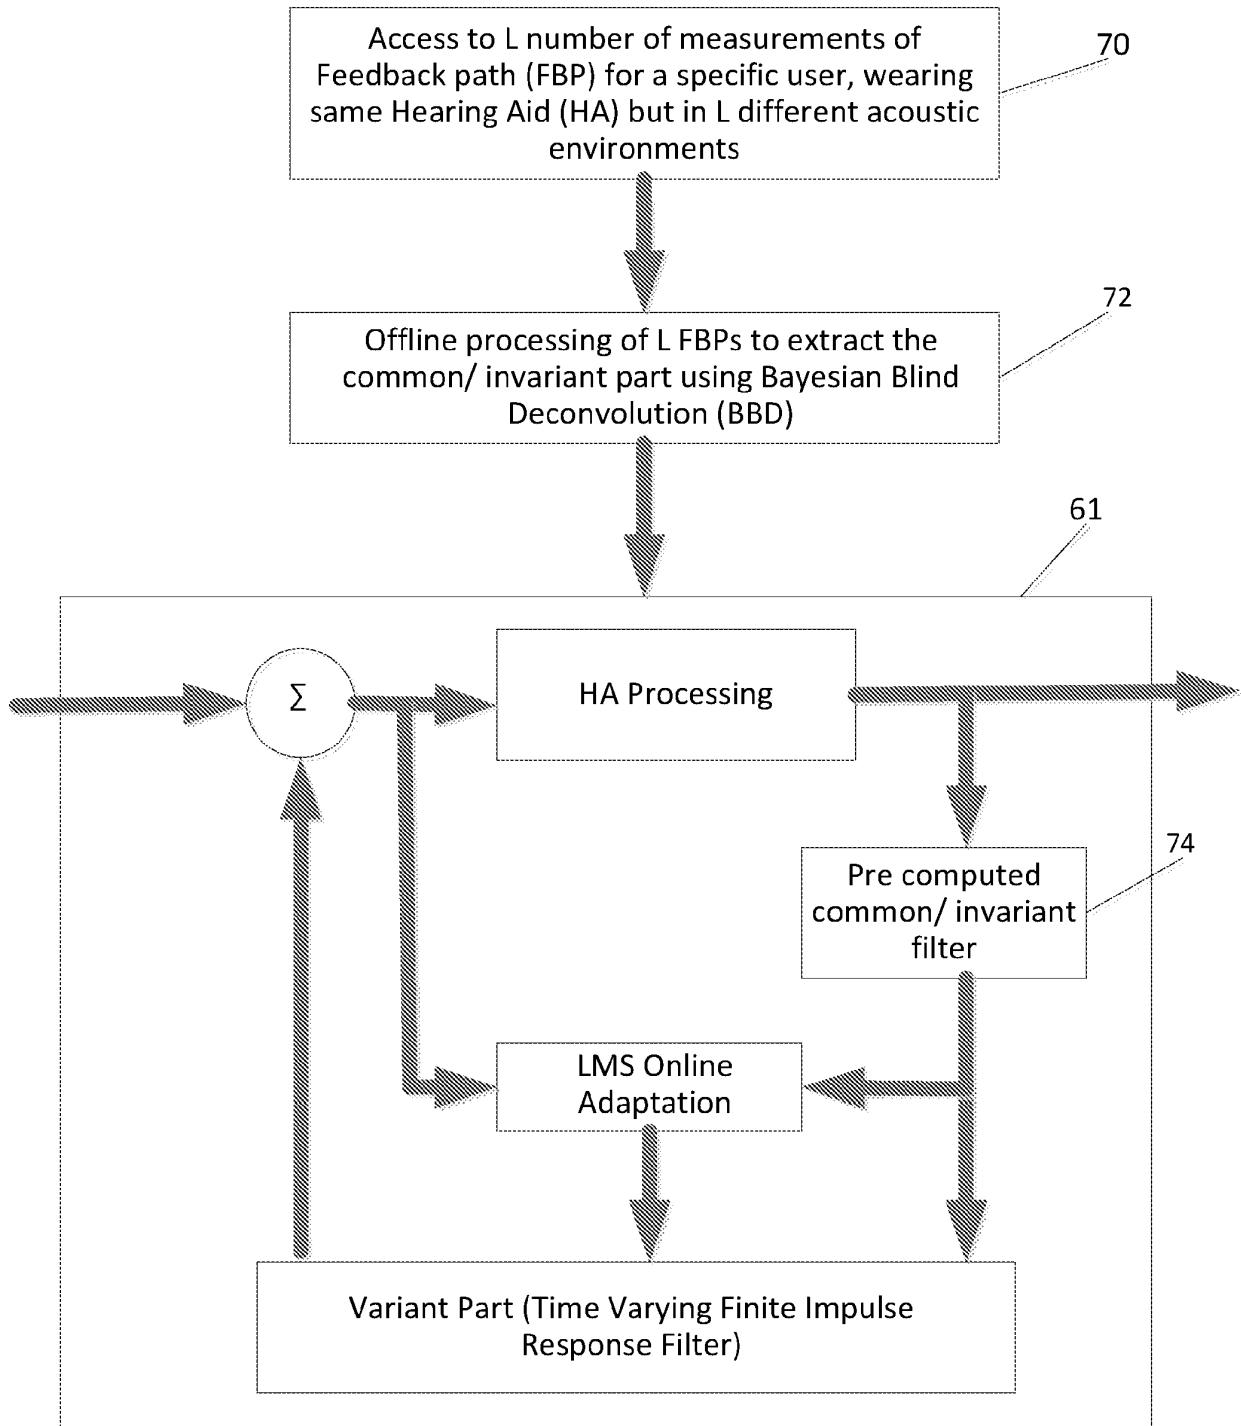 Access to L number of measurements of
Feedback path (FBP) for a specific user, wearing
same Hearing Aid (HA) but in L different acoustic
environments
70
Offline processing of L FBPs to extract the
common/ invariant part using Bayesian Blind
Deconvolution (BBD)
72
61
Σ
HA Processing
Pre computed
common/ invariant
filter
74
LMS Online
Adaptation
Variant Part (Time Varying Finite Impulse
Response Filter)